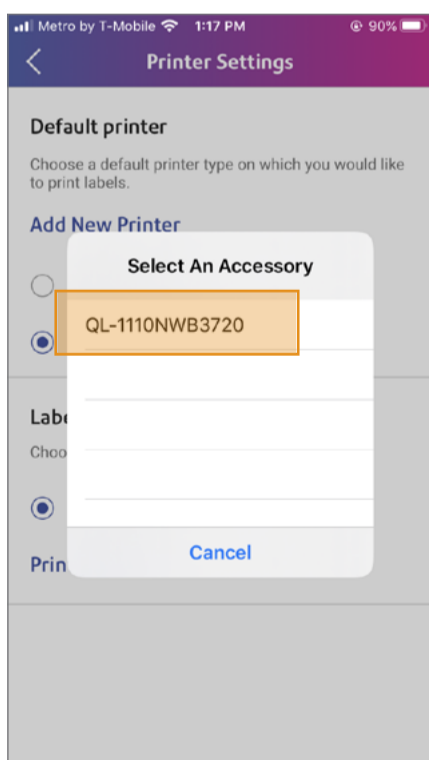 Metro by T-Mobile 1:17 PM 90%
Printer Settings
Default printer
Choose a default printer type on which you would like
to print labels.
Add New Printer
Select An Accessory
QL-1110NWB3720
Labe
Choo
Cancel
Prin